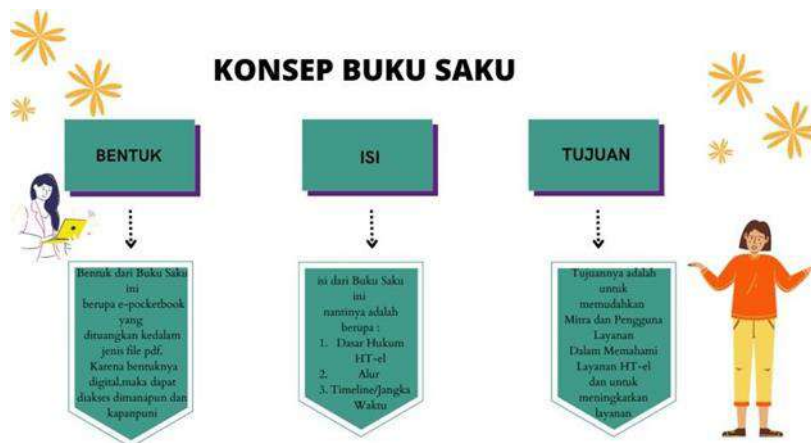 KONSEP BUKU SAKU
BENTUK
Bentuk dari Buku Saku
ini
berupa e-pocketbook
yang
dituangkan kedalam
jenis file pdf.
Karena bentuknya
digital,maka dapat
diakses dimanapun dan
kapanpuni
ISI
isi dari Buku Saku
ini
nantinya adalah
berupa :
1. Dasar Hukum
HT-el
2. Alur
3. Timeline/Jangka
Waktu
TUJUAN
Tujuannya adalah
untuk
memudahkan
Mitra dan Pengguna
Layanan
Dalam Memahami
Layanan HT-el
dan untuk
meningkatkan
layanan.